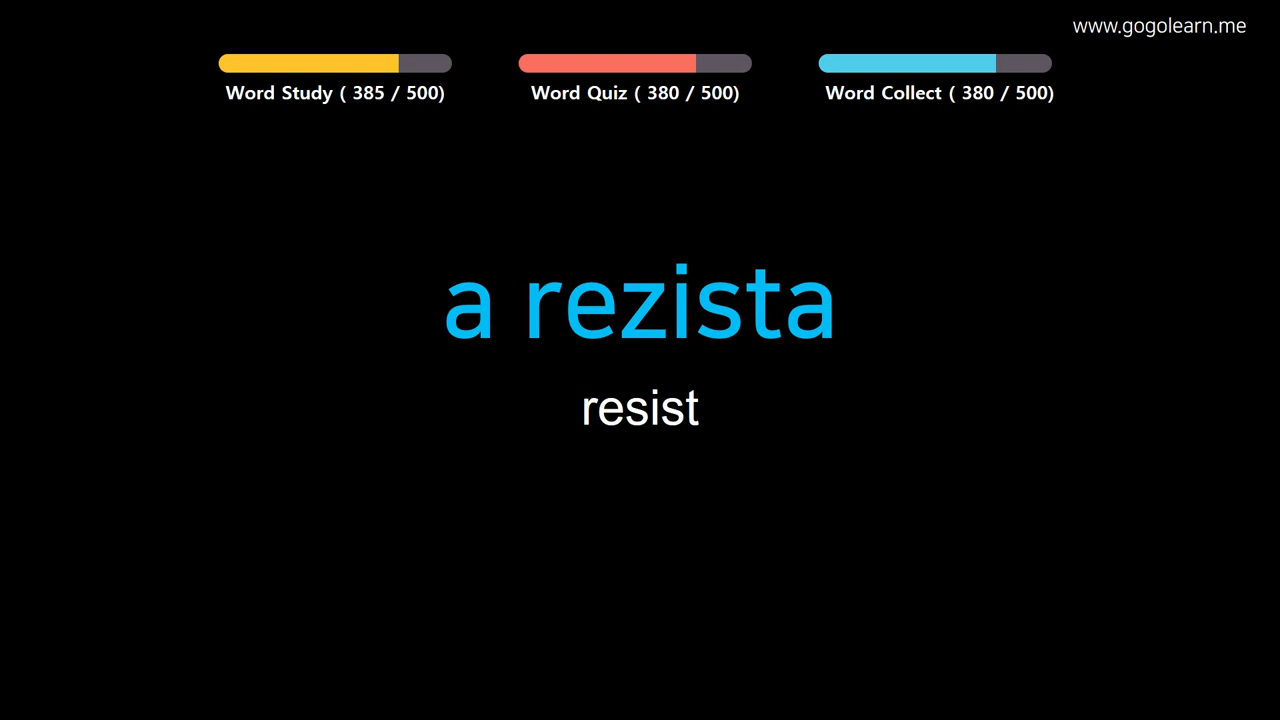 www.gogolearn.me
Word Study ( 385 / 500)
Word Quiz ( 380 / 500)
Word Collect ( 380 / 500)
a rezista
resist